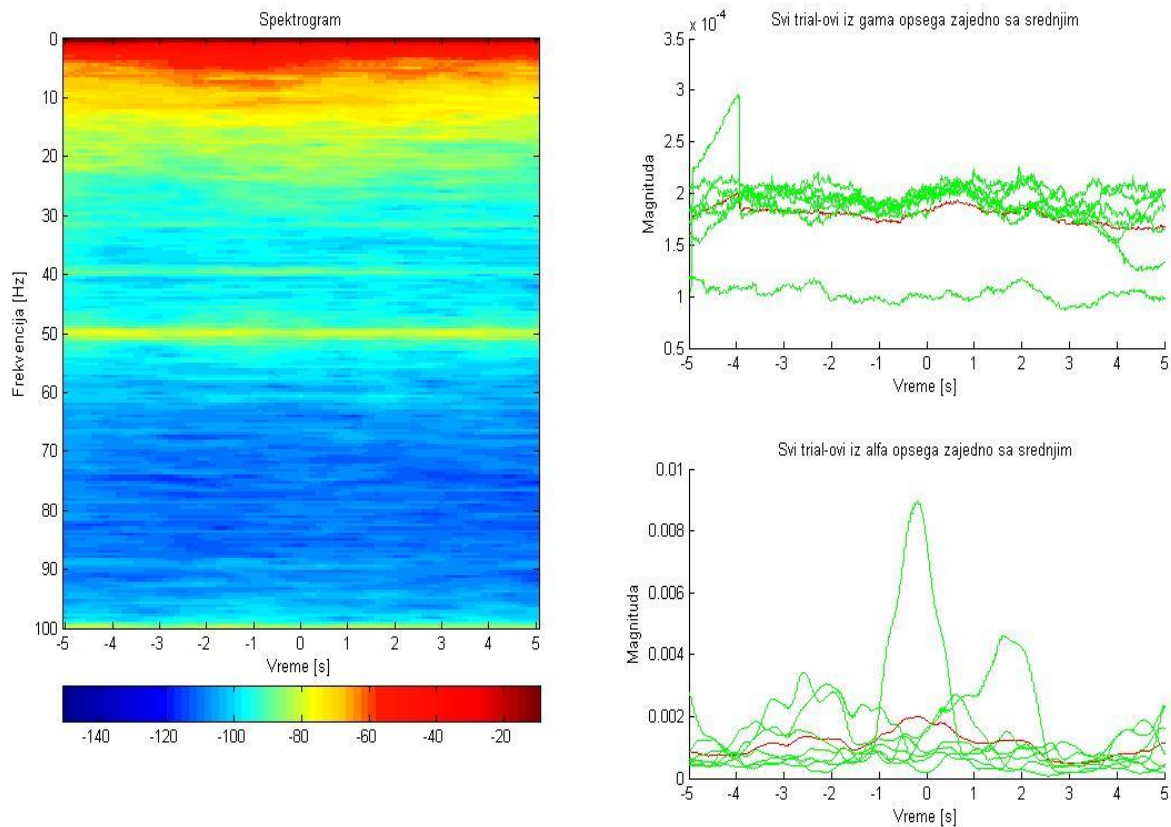 Spektrogram
0
10
20
30
40
50
60
70
80
90
100
Frekvencija [Hz]
-5 -4 -3 -2 -1 0 1 2 3 4 5
Vreme [s]
-140 -120 -100 -80 -60 -40 -20
Svi trial-ovi iz gama opsega zajedno sa srednjim
x 10⁻⁴
3.5
3
2.5
2
1.5
1
0.5
Magnituda
-5 -4 -3 -2 -1 0 1 2 3 4 5
Vreme [s]
Svi trial-ovi iz alfa opsega zajedno sa srednjim
0.01
0.008
0.006
0.004
0.002
0
Magnituda
-5 -4 -3 -2 -1 0 1 2 3 4 5
Vreme [s]